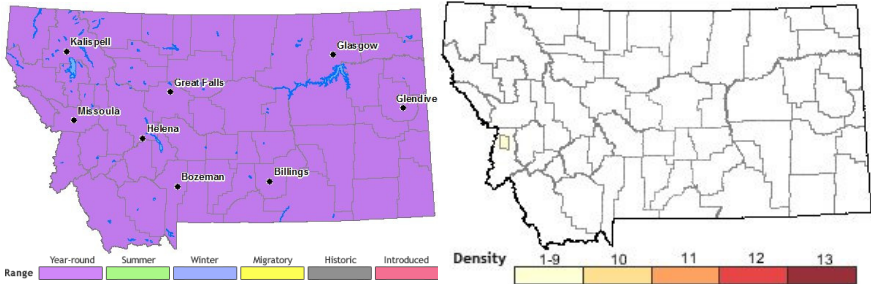 Kalispell
Glasgow
Great Falls
Glendive
Missoula
Helena
Bozeman
Billings
Range Year-round Summer Winter Migratory Historic Introduced
Density 1-9 10 11 12 13